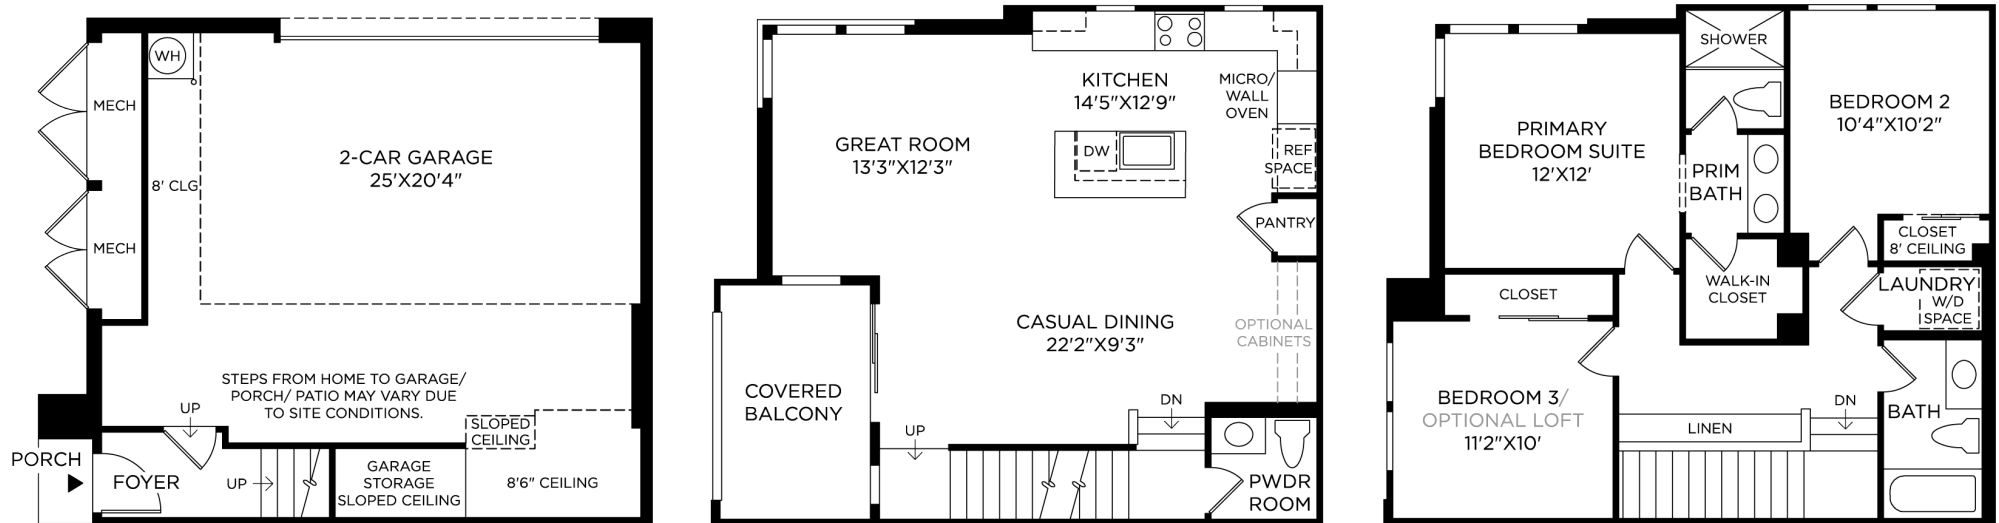 WH
MECH
8' CLG
MECH
2-CAR GARAGE
25'X20'4"
STEPS FROM HOME TO GARAGE/
PORCH/ PATIO MAY VARY DUE
TO SITE CONDITIONS.
UP
SLOPED
CEILING
PORCH
FOYER
UP
GARAGE
STORAGE
SLOPED CEILING
8'6" CEILING
KITCHEN
14'5"X12'9"
MICRO/
WALL
OVEN
GREAT ROOM
13'3"X12'3"
DW
REF
SPACE
PANTRY
CASUAL DINING
22'2"X9'3"
OPTIONAL
CABINETS
COVERED
BALCONY
UP
DN
PWDR
ROOM
SHOWER
PRIMARY
BEDROOM SUITE
12'X12'
BEDROOM 2
10'4"X10'2"
PRIM
BATH
CLOSET
8' CEILING
WALK-IN
CLOSET
LAUNDRY
W/D
SPACE
CLOSET
BEDROOM 3/
OPTIONAL LOFT
11'2"X10'
LINEN
DN
BATH